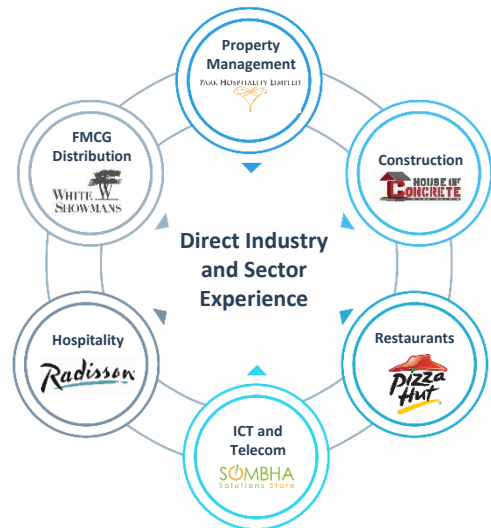 Property
Management
PARK HOSPITALITY LIMITED
FMCG
Distribution
WHITE
SHOWMANS
Construction
HOUSE IN
CONCRETE
Direct Industry
and Sector
Experience
Hospitality
Radisson
Restaurants
Pizza
Hut
ICT and
Telecom
SOMBHA
Solutions Store